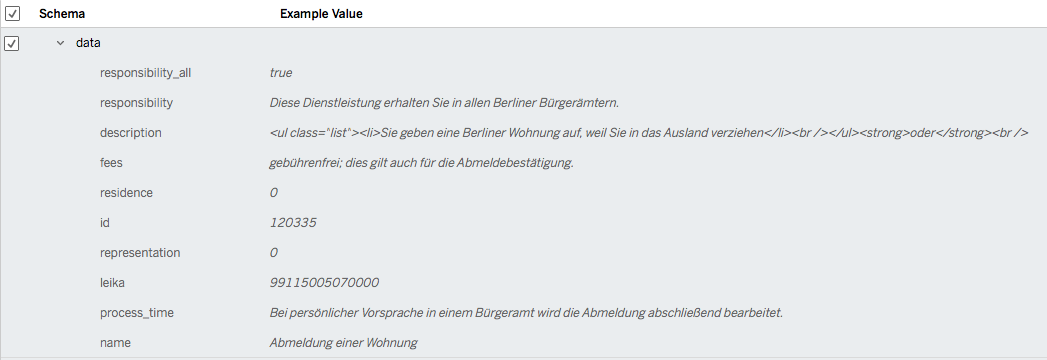 Schema Example Value
data
responsibility_all true
responsibility Diese Dienstleistung erhalten Sie in allen Berliner Bürgerämtern.
description <ul class="list"><li>Sie geben eine Berliner Wohnung auf, weil Sie in das Ausland verziehen</li><br /></ul><strong>oder</strong><br />
fees gebührenfrei; dies gilt auch für die Abmeldebestätigung.
residence 0
id 120335
representation 0
leika 99115005070000
process_time Bei persönlicher Vorsprache in einem Bürgeramt wird die Abmeldung abschließend bearbeitet.
name Abmeldung einer Wohnung